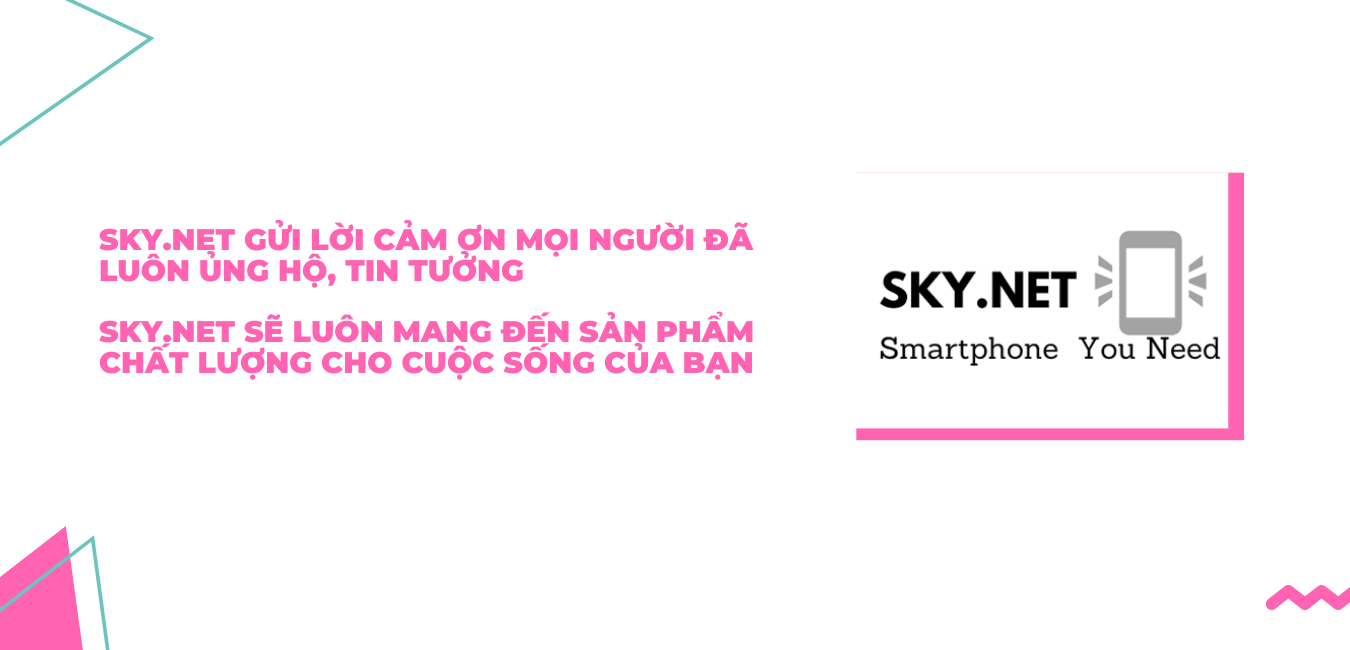 SKY.NET GỬI LỜI CẢM ƠN MỌI NGƯỜI ĐÃ
LUÔN ỦNG HỘ, TIN TƯỞNG
SKY.NET SẼ LUÔN MANG ĐẾN SẢN PHẨM
CHẤT LƯỢNG CHO CUỘC SỐNG CỦA BẠN
SKY.NET
Smartphone You Need